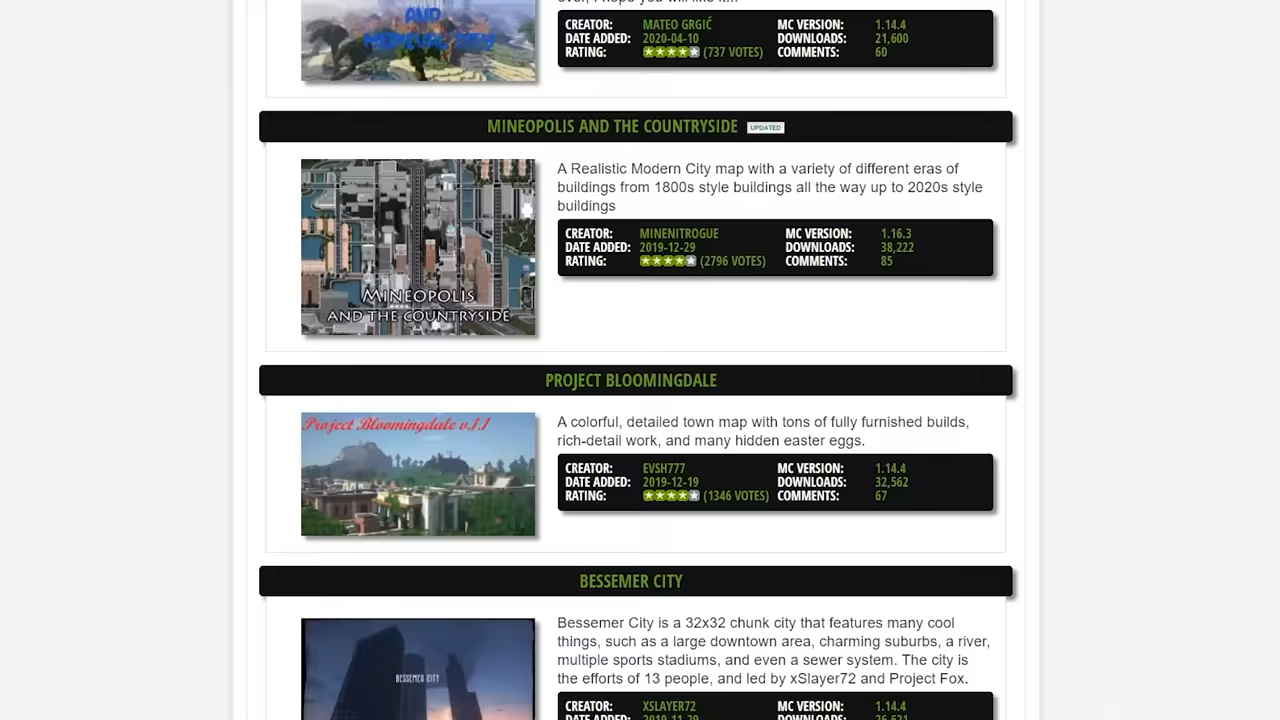 AND
MEDIEVAL CITY
CREATOR: MATEO GRGIĆ MC VERSION: 1.14.4
DATE ADDED: 2020-04-10 DOWNLOADS: 21,600
RATING: (737 VOTES) COMMENTS: 60
MINEOPOLIS AND THE COUNTRYSIDE UPDATED
MINEOPOLIS
AND THE COUNTRYSIDE
A Realistic Modern City map with a variety of different eras of
buildings from 1800s style buildings all the way up to 2020s style
buildings
CREATOR: MINENITROGUE MC VERSION: 1.16.3
DATE ADDED: 2019-12-29 DOWNLOADS: 38,222
RATING: (2796 VOTES) COMMENTS: 85
PROJECT BLOOMINGDALE
Project Bloomingdale v.1.1
A colorful, detailed town map with tons of fully furnished builds,
rich-detail work, and many hidden easter eggs.
CREATOR: EVSH777 MC VERSION: 1.14.4
DATE ADDED: 2019-12-19 DOWNLOADS: 32,562
RATING: (1346 VOTES) COMMENTS: 67
BESSEMER CITY
BESSEMER CITY
Bessemer City is a 32x32 chunk city that features many cool
things, such as a large downtown area, charming suburbs, a river,
multiple sports stadiums, and even a sewer system. The city is
the efforts of 13 people, and led by xSlayer72 and Project Fox.
CREATOR: XSLAYER72 MC VERSION: 1.14.4